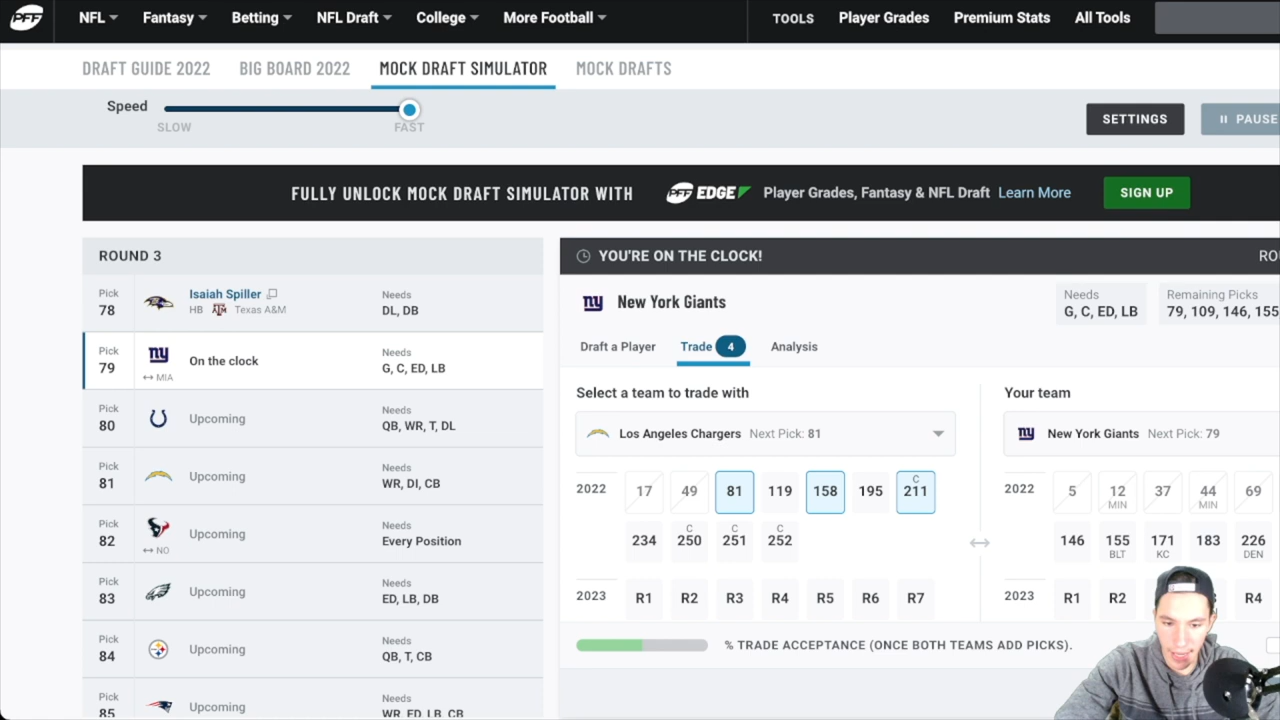 PFF
NFL Fantasy Betting NFL Draft College More Football TOOLS Player Grades Premium Stats All Tools
DRAFT GUIDE 2022 BIG BOARD 2022 MOCK DRAFT SIMULATOR MOCK DRAFTS
Speed
SLOW FAST
SETTINGS
PAUSE
FULLY UNLOCK MOCK DRAFT SIMULATOR WITH PFF EDGE Player Grades, Fantasy & NFL Draft Learn More SIGN UP
ROUND 3
Pick 78
Isaiah Spiller
HB Texas A&M
Needs
DL, DB
Pick 79
ny
↔ MIA
On the clock
Needs
G, C, ED, LB
Pick 80
Upcoming
Needs
QB, WR, T, DL
Pick 81
Upcoming
Needs
WR, DI, CB
Pick 82
↔ NO
Upcoming
Needs
Every Position
Pick 83
Upcoming
Needs
ED, LB, DB
Pick 84
Upcoming
Needs
QB, T, CB
Pick 85
Upcoming
Needs
WR, ED, LB, CB
YOU'RE ON THE CLOCK! ROU
ny New York Giants
Needs
G, C, ED, LB
Remaining Picks
79, 109, 146, 155
Draft a Player Trade 4 Analysis
Select a team to trade with
Los Angeles Chargers Next Pick: 81
2022 17 49 81 119 158 195 C 211
234 C 250 C 251 C 252
2023 R1 R2 R3 R4 R5 R6 R7
Your team
ny New York Giants Next Pick: 79
2022 5 12 MIN 37 44 MIN 69
146 155 BLT 171 KC 183 226 DEN
2023 R1 R2 R4
% TRADE ACCEPTANCE (ONCE BOTH TEAMS ADD PICKS).